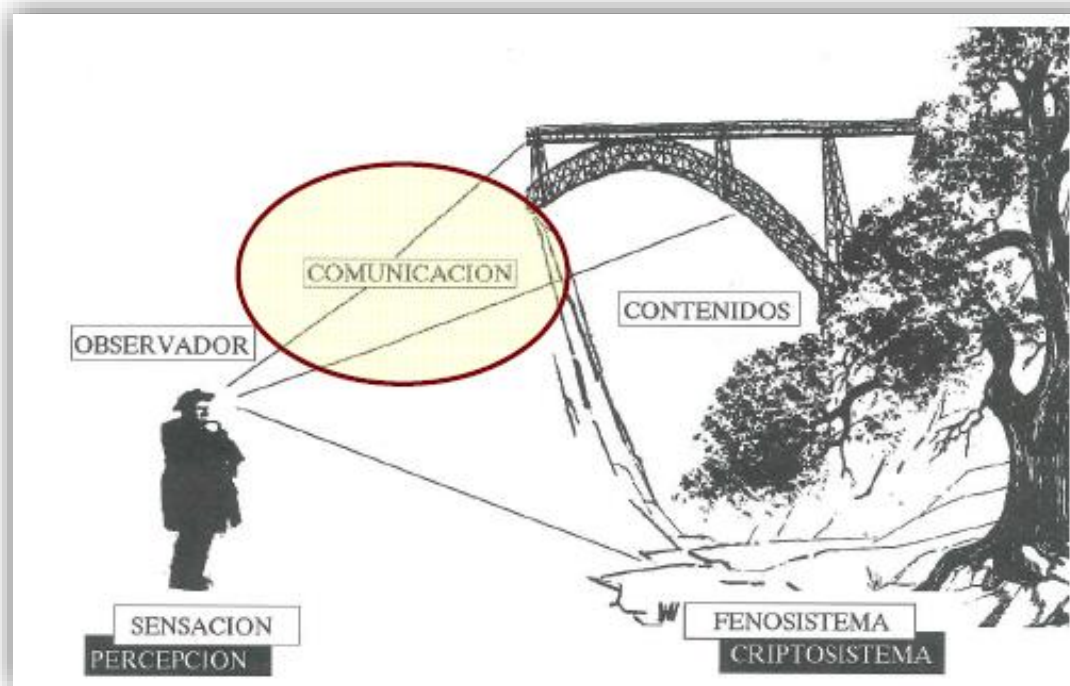 COMUNICACION
CONTENIDOS
OBSERVADOR
SENSACION
PERCEPCION
FENOSISTEMA
CRIPTOSISTEMA